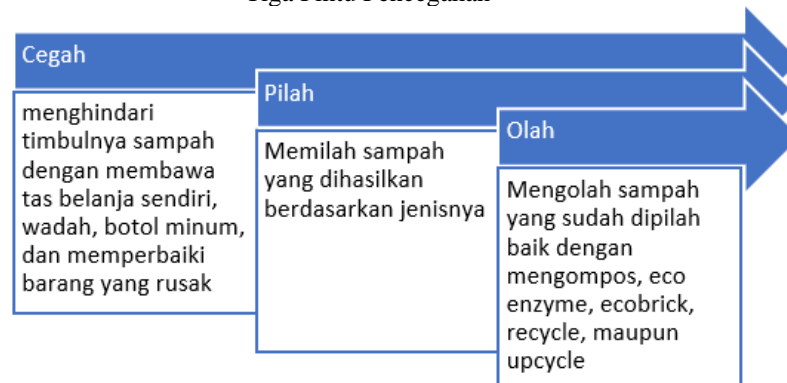 Cegah
menghindari
timbulnya sampah
dengan membawa
tas belanja sendiri,
wadah, botol minum,
dan memperbaiki
barang yang rusak
Pilah
Memilah sampah
yang dihasilkan
berdasarkan jenisnya
Olah
Mengolah sampah
yang sudah dipilah
baik dengan
mengompos, eco
enzyme, ecobrick,
recycle, maupun
upcycle